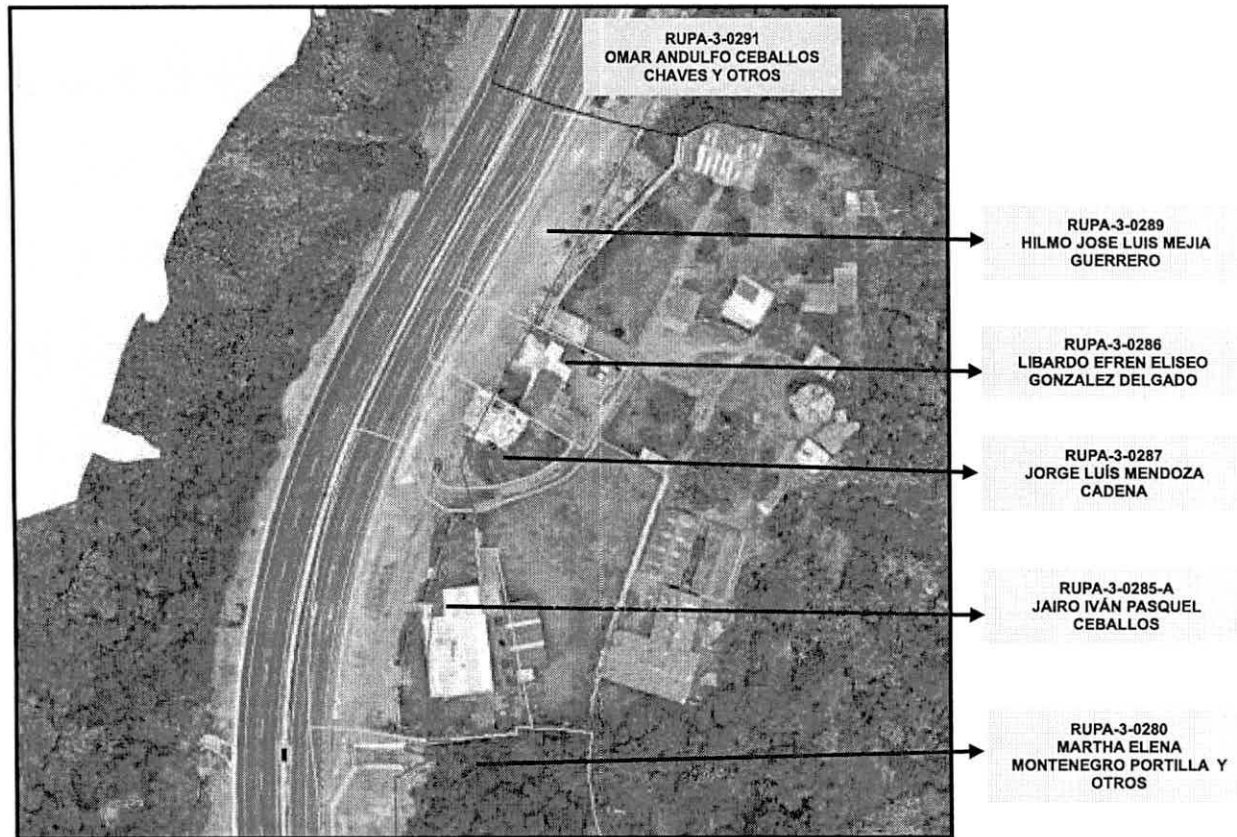 RUPA-3-0291
OMAR ANDULFO CEBALLOS
CHAVES Y OTROS
RUPA-3-0289
HILMO JOSE LUIS MEJIA
GUERRERO
RUPA-3-0286
LIBARDO EFREN ELISEO
GONZALEZ DELGADO
RUPA-3-0287
JORGE LUÍS MENDOZA
CADENA
RUPA-3-0285-A
JAIRO IVÁN PASQUEL
CEBALLOS
RUPA-3-0280
MARTHA ELENA
MONTENEGRO PORTILLA Y
OTROS